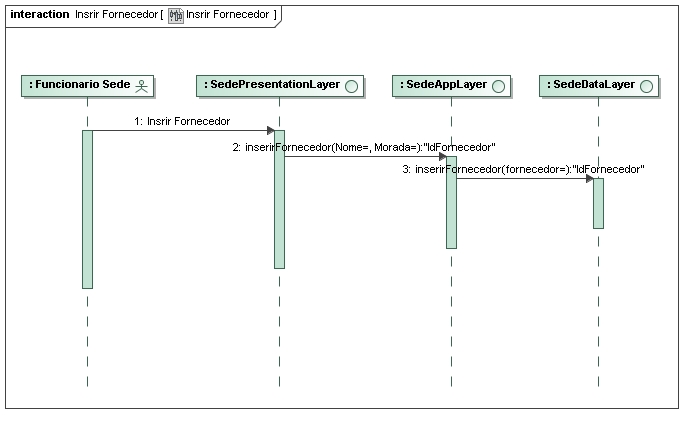 interaction Insrir Fornecedor [ Insrir Fornecedor ]
: Funcionario Sede
: SedePresentationLayer
: SedeAppLayer
: SedeDataLayer
1: Insrir Fornecedor
2: inserirFornecedor(Nome=, Morada=):"IdFornecedor"
3: inserirFornecedor(fornecedor=):"IdFornecedor"